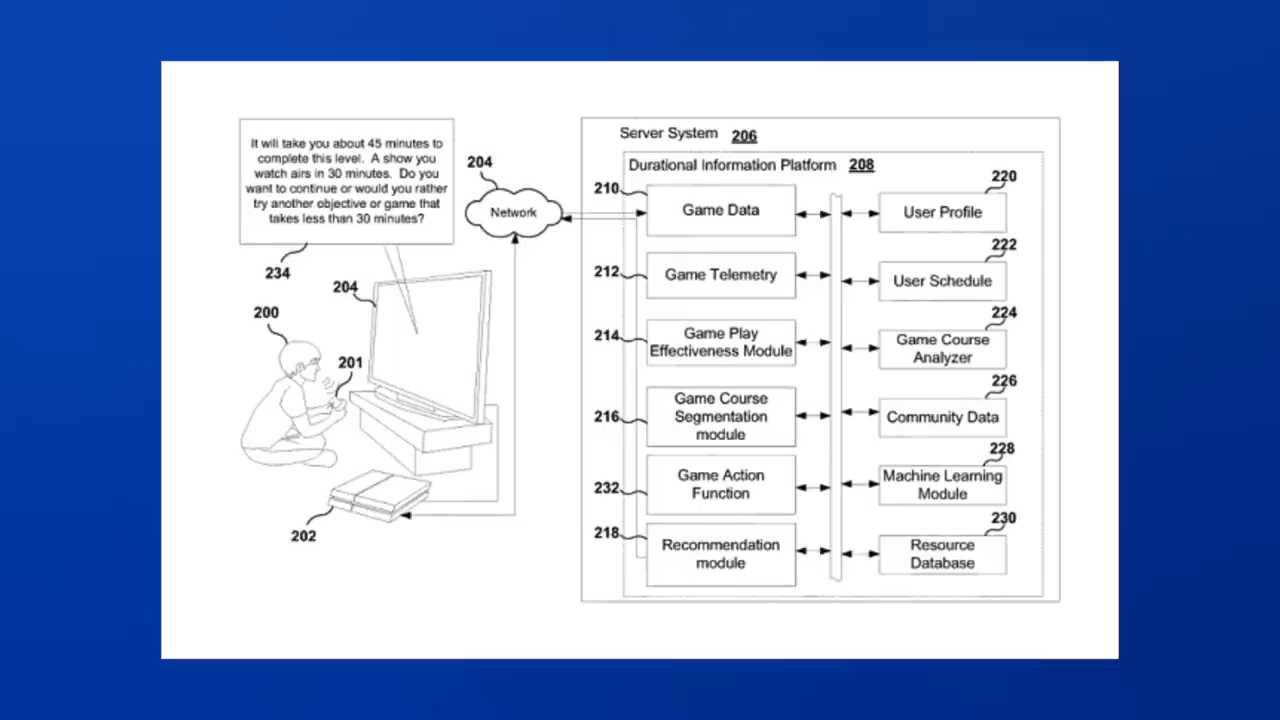 It will take you about 45 minutes to
complete this level. A show you
watch airs in 30 minutes. Do you
want to continue or would you rather
try another objective or game that
takes less than 30 minutes?
234
204
200
201
202
204
Network
Server System 206
Durational Information Platform 208
210
Game Data
212
Game Telemetry
214
Game Play
Effectiveness Module
216
Game Course
Segmentation
module
232
Game Action
Function
218
Recommendation
module
220
User Profile
222
User Schedule
224
Game Course
Analyzer
226
Community Data
228
Machine Learning
Module
230
Resource
Database